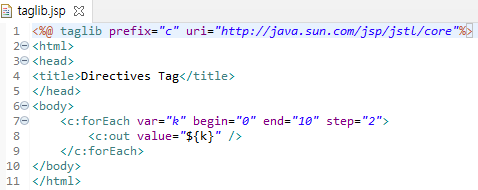 taglib.jsp
1 <%@ taglib prefix="c" uri="http://java.sun.com/jsp/jstl/core"%>
2 <html>
3 <head>
4 <title>Directives Tag</title>
5 </head>
6 <body>
7     <c:forEach var="k" begin="0" end="10" step="2">
8         <c:out value="${k}" />
9     </c:forEach>
10 </body>
11 </html>